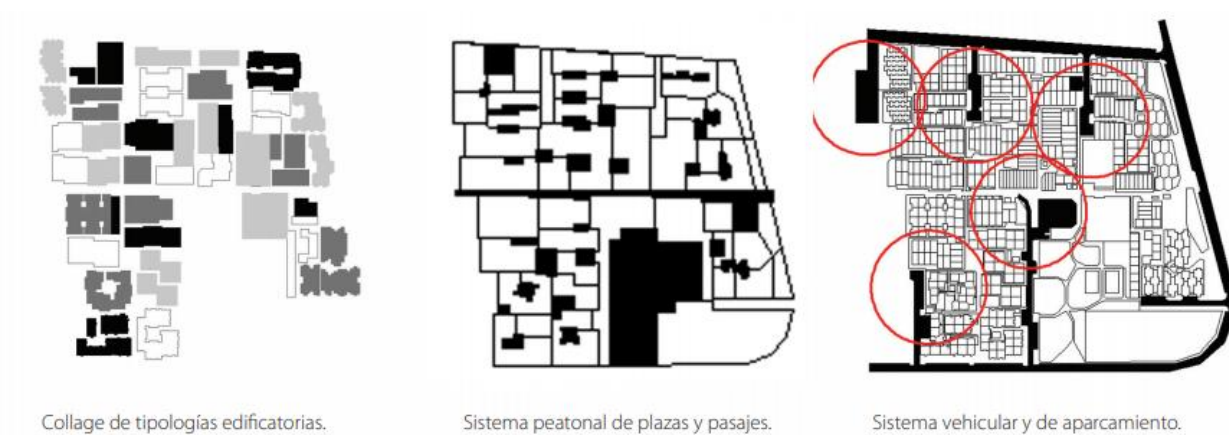 Collage de tipologías edificatorias.
Sistema peatonal de plazas y pasajes.
Sistema vehicular y de aparcamiento.